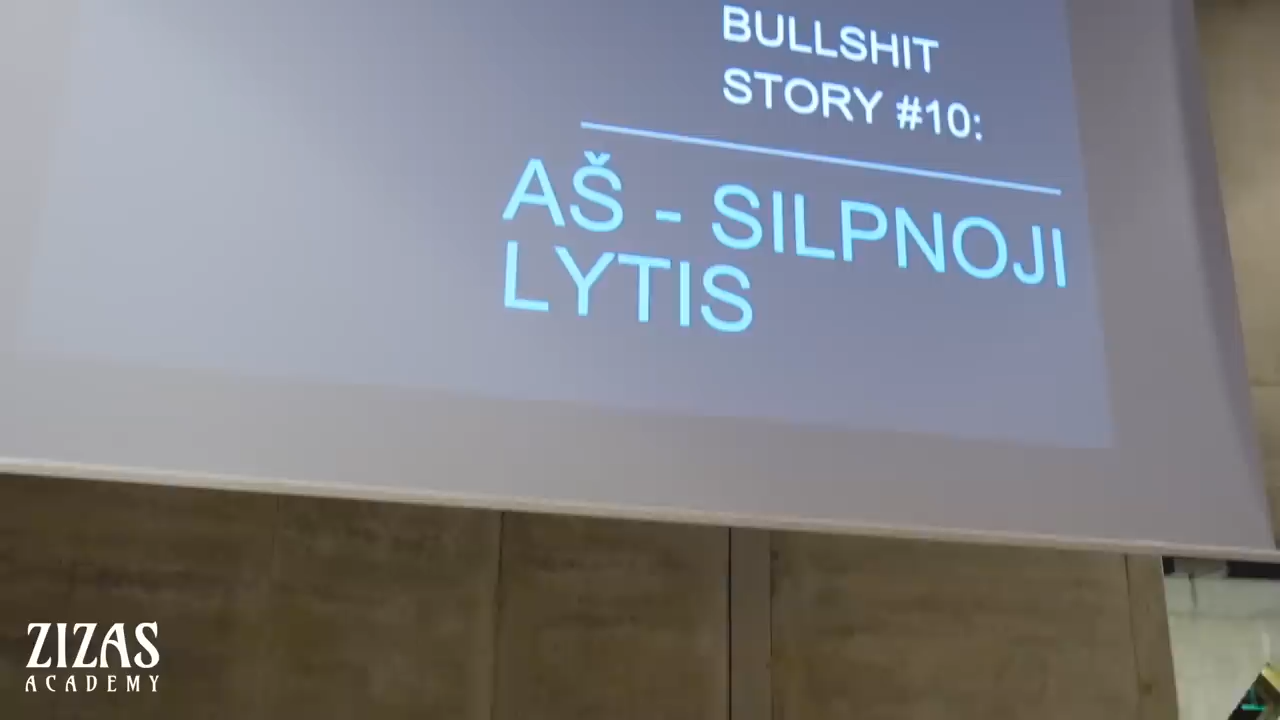 BULLSHIT
STORY #10:
AŠ - SILPNOJI
LYTIS
ZIZAS
ACADEMY